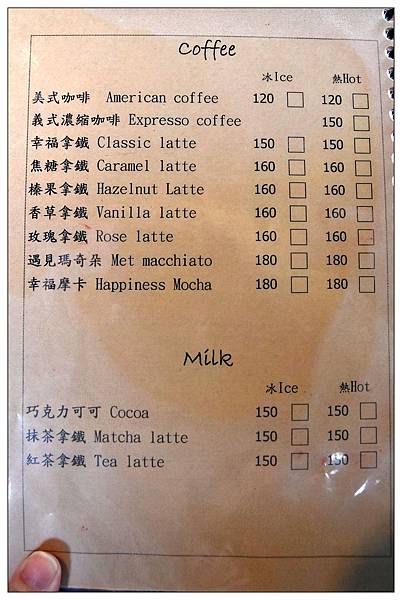 Coffee
冰Ice 熱Hot
美式咖啡 American coffee 120 120
義式濃縮咖啡 Expresso coffee 150
幸福拿鐵 Classic latte 150 150
焦糖拿鐵 Caramel latte 160 160
榛果拿鐵 Hazelnut Latte 160 160
香草拿鐵 Vanilla latte 160 160
玫瑰拿鐵 Rose latte 160 160
遇見瑪奇朵 Met macchiato 180 180
幸福摩卡 Happiness Mocha 180 180
Milk
冰Ice 熱Hot
巧克力可可 Cocoa 150 150
抹茶拿鐵 Matcha latte 150 150
紅茶拿鐵 Tea latte 150 150